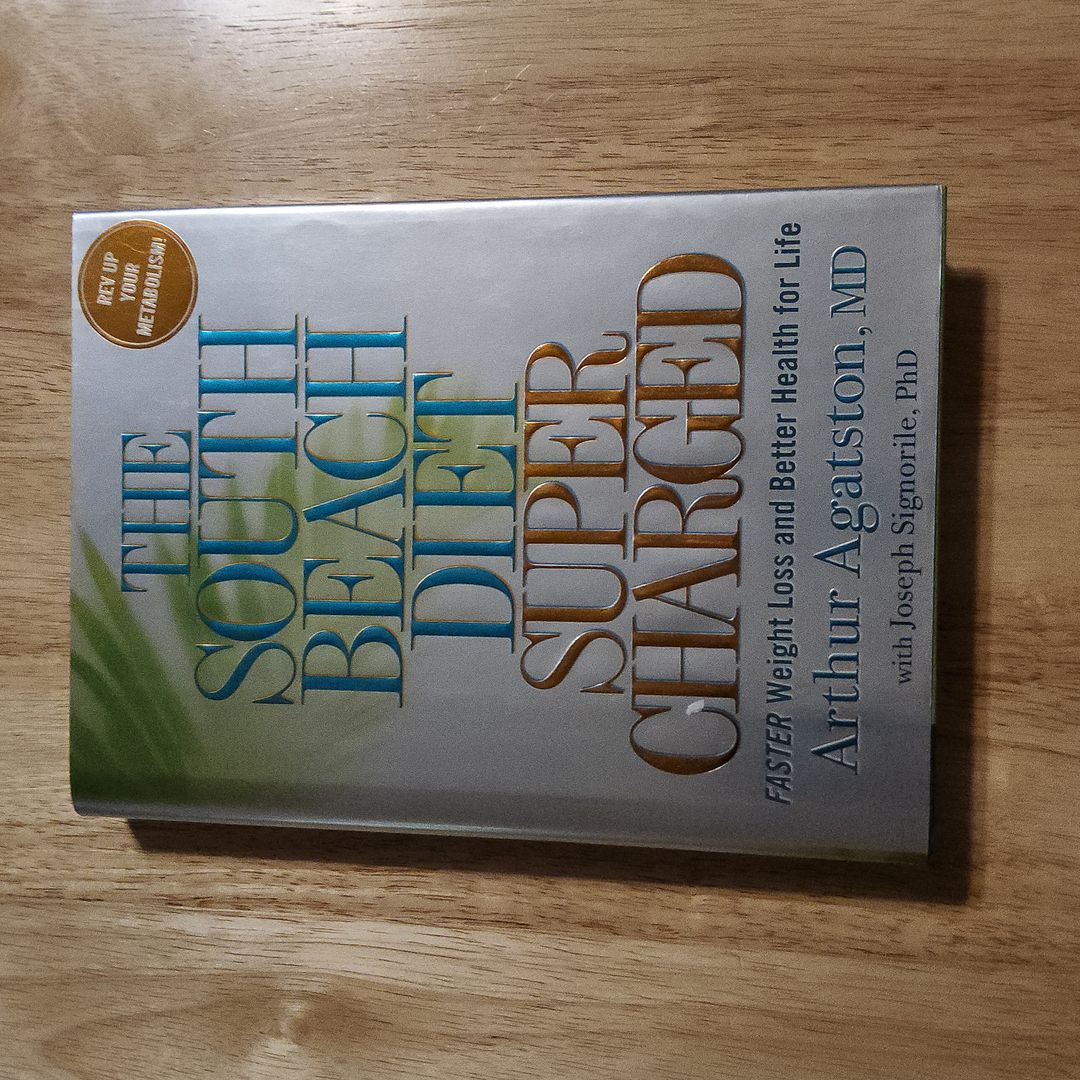 REV UP
YOUR
METABOLISM!
THE
SOUTH
BEACH
DIET
SUPER
CHARGED
FASTER Weight Loss and Better Health for Life
Arthur Agatston, MD
with Joseph Signorile, PhD